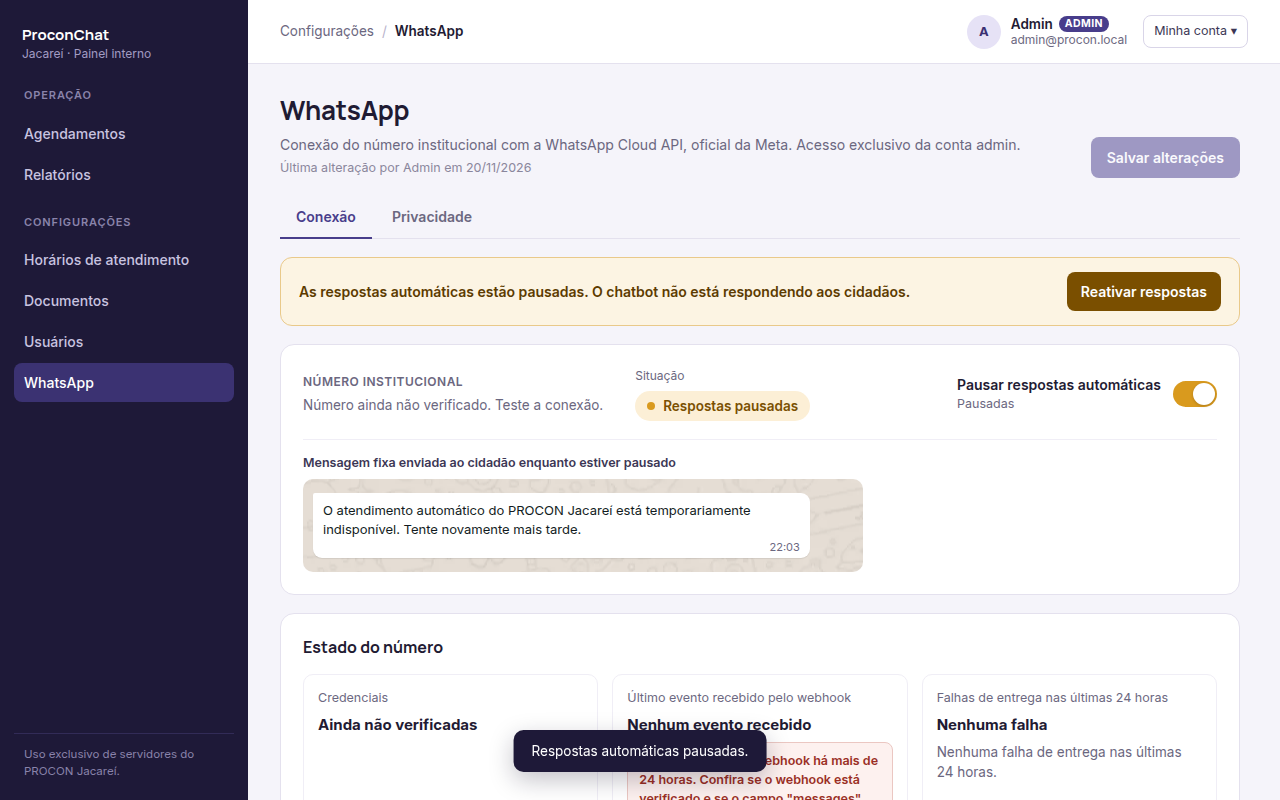 ProconChat
Jacareí · Painel interno
OPERAÇÃO
Agendamentos
Relatórios
CONFIGURAÇÕES
Horários de atendimento
Documentos
Usuários
WhatsApp
Uso exclusivo de servidores do
PROCON Jacareí.
Configurações / WhatsApp
A
Admin ADMIN
admin@procon.local
Minha conta ▾
WhatsApp
Conexão do número institucional com a WhatsApp Cloud API, oficial da Meta. Acesso exclusivo da conta admin.
Última alteração por Admin em 20/11/2026
Salvar alterações
Conexão
Privacidade
As respostas automáticas estão pausadas. O chatbot não está respondendo aos cidadãos.
Reativar respostas
NÚMERO INSTITUCIONAL
Número ainda não verificado. Teste a conexão.
Situação
Respostas pausadas
Pausar respostas automáticas
Pausadas
Mensagem fixa enviada ao cidadão enquanto estiver pausado
O atendimento automático do PROCON Jacareí está temporariamente
indisponível. Tente novamente mais tarde.
22:03
Estado do número
Credenciais
Ainda não verificadas
Último evento recebido pelo webhook
Nenhum evento recebido
ebhook há mais de
24 horas. Confira se o webhook está
verificado e se o campo "messages"
Falhas de entrega nas últimas 24 horas
Nenhuma falha
Nenhuma falha de entrega nas últimas
24 horas.
Respostas automáticas pausadas.